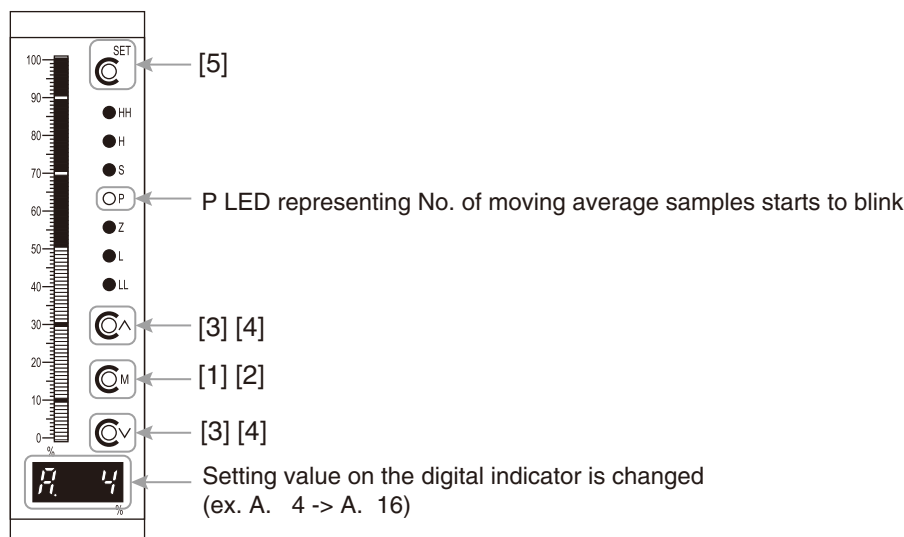 SET
100
[5]
90
HH
80
H
70
S
P
P LED representing No. of moving average samples starts to blink
60
Z
50
L
40
LL
30
[3] [4]
20
M
[1] [2]
10
0
[3] [4]
%
A. 4
%
Setting value on the digital indicator is changed
(ex. A. 4 -> A. 16)